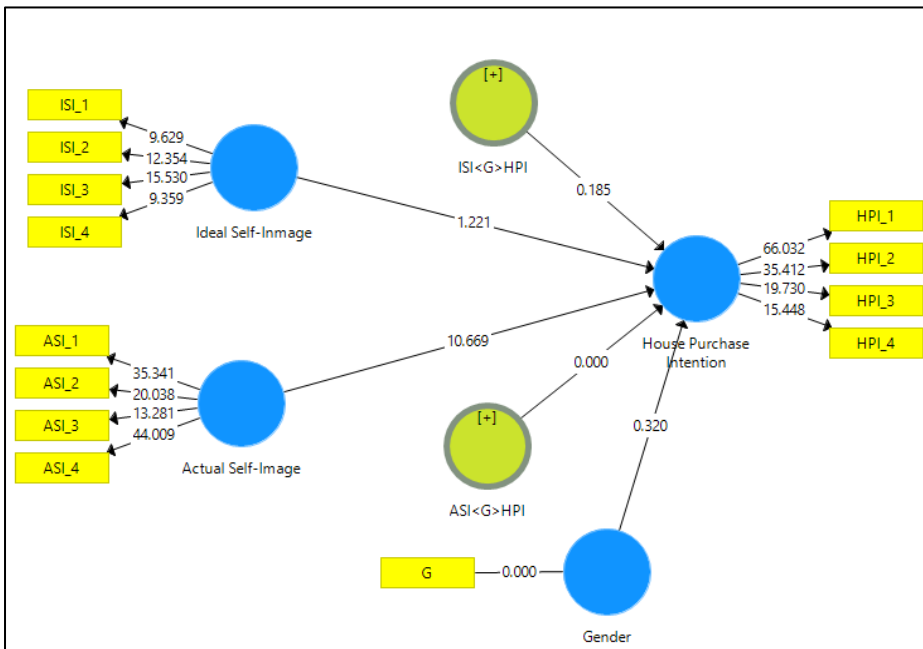 [+]
ISI_1
9.629
ISI_2
12.354
ISI_3
15.530
ISI_4
9.359
Ideal Self-Inmage
ISI<G>HPI
0.185
1.221
HPI_1
66.032
HPI_2
35.412
HPI_3
19.730
HPI_4
15.448
House Purchase
Intention
ASI_1
35.341
ASI_2
20.038
ASI_3
13.281
ASI_4
44.009
Actual Self-Image
10.669
0.000
[+]
ASI<G>HPI
0.320
G
0.000
Gender